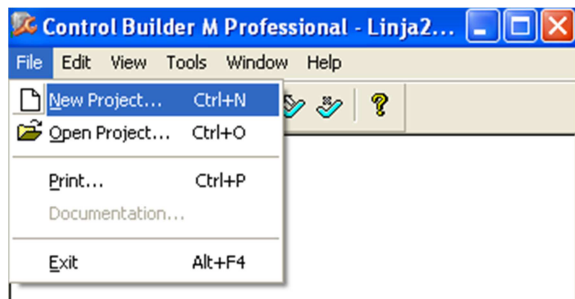 Control Builder M Professional - Linja2...
File Edit View Tools Window Help
New Project... Ctrl+N
Open Project... Ctrl+O
Print... Ctrl+P
Documentation...
Exit Alt+F4